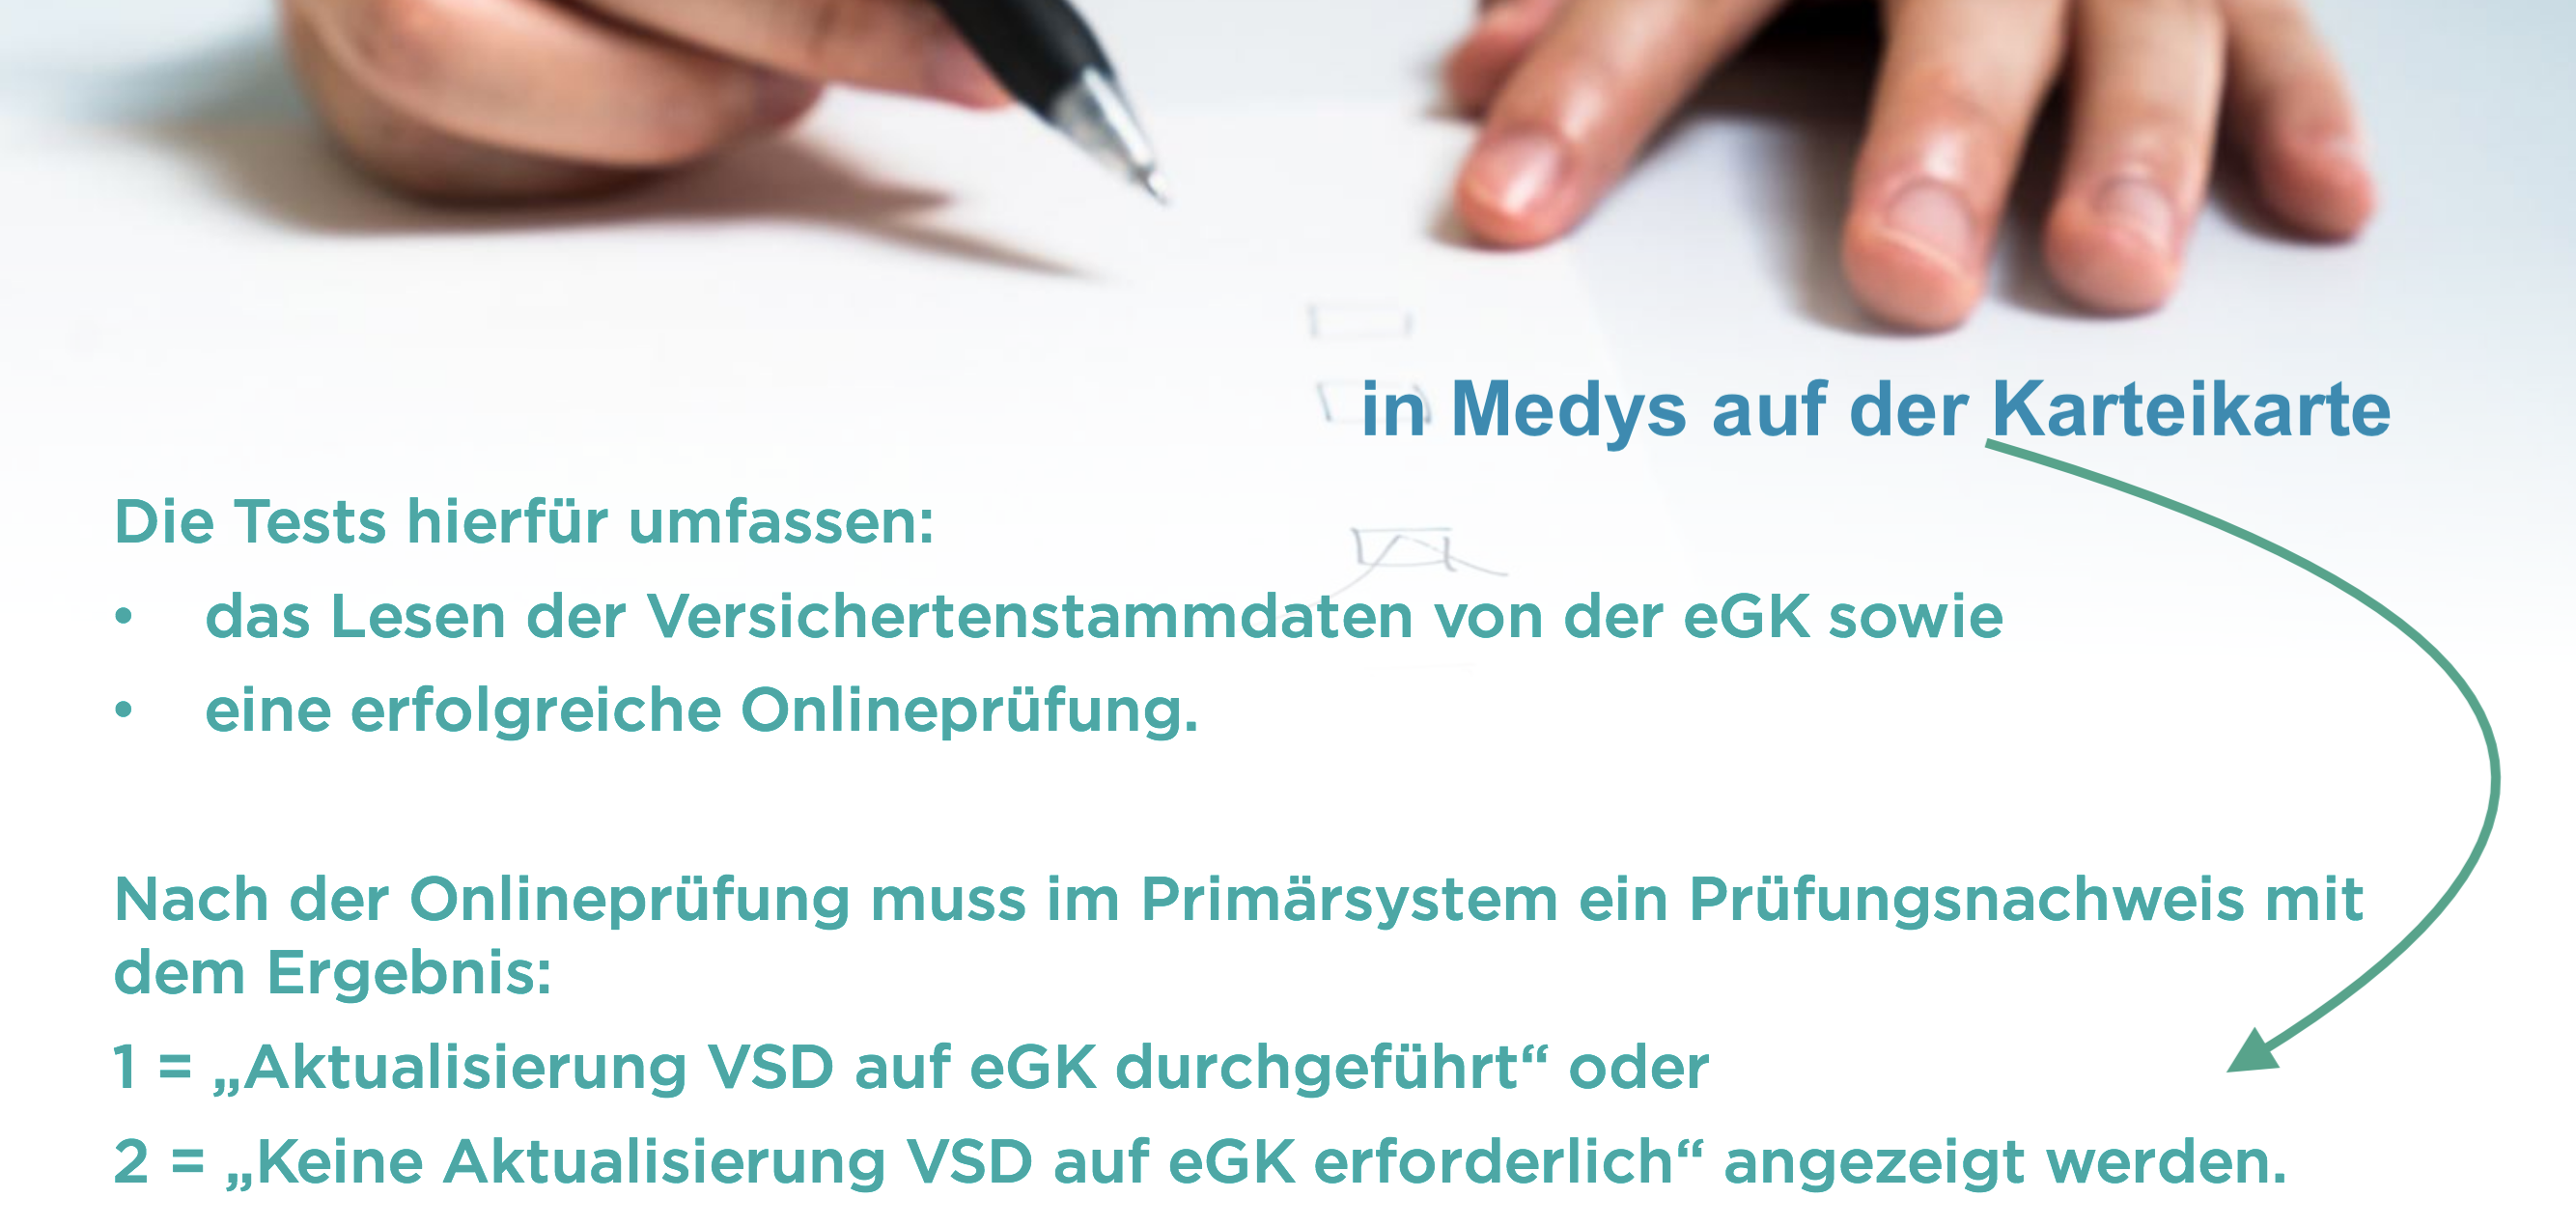 in Medys auf der Karteikarte
Die Tests hierfür umfassen:
• das Lesen der Versichertenstammdaten von der eGK sowie
• eine erfolgreiche Onlineprüfung.
Nach der Onlineprüfung muss im Primärsystem ein Prüfungsnachweis mit
dem Ergebnis:
1 = „Aktualisierung VSD auf eGK durchgeführt“ oder
2 = „Keine Aktualisierung VSD auf eGK erforderlich“ angezeigt werden.